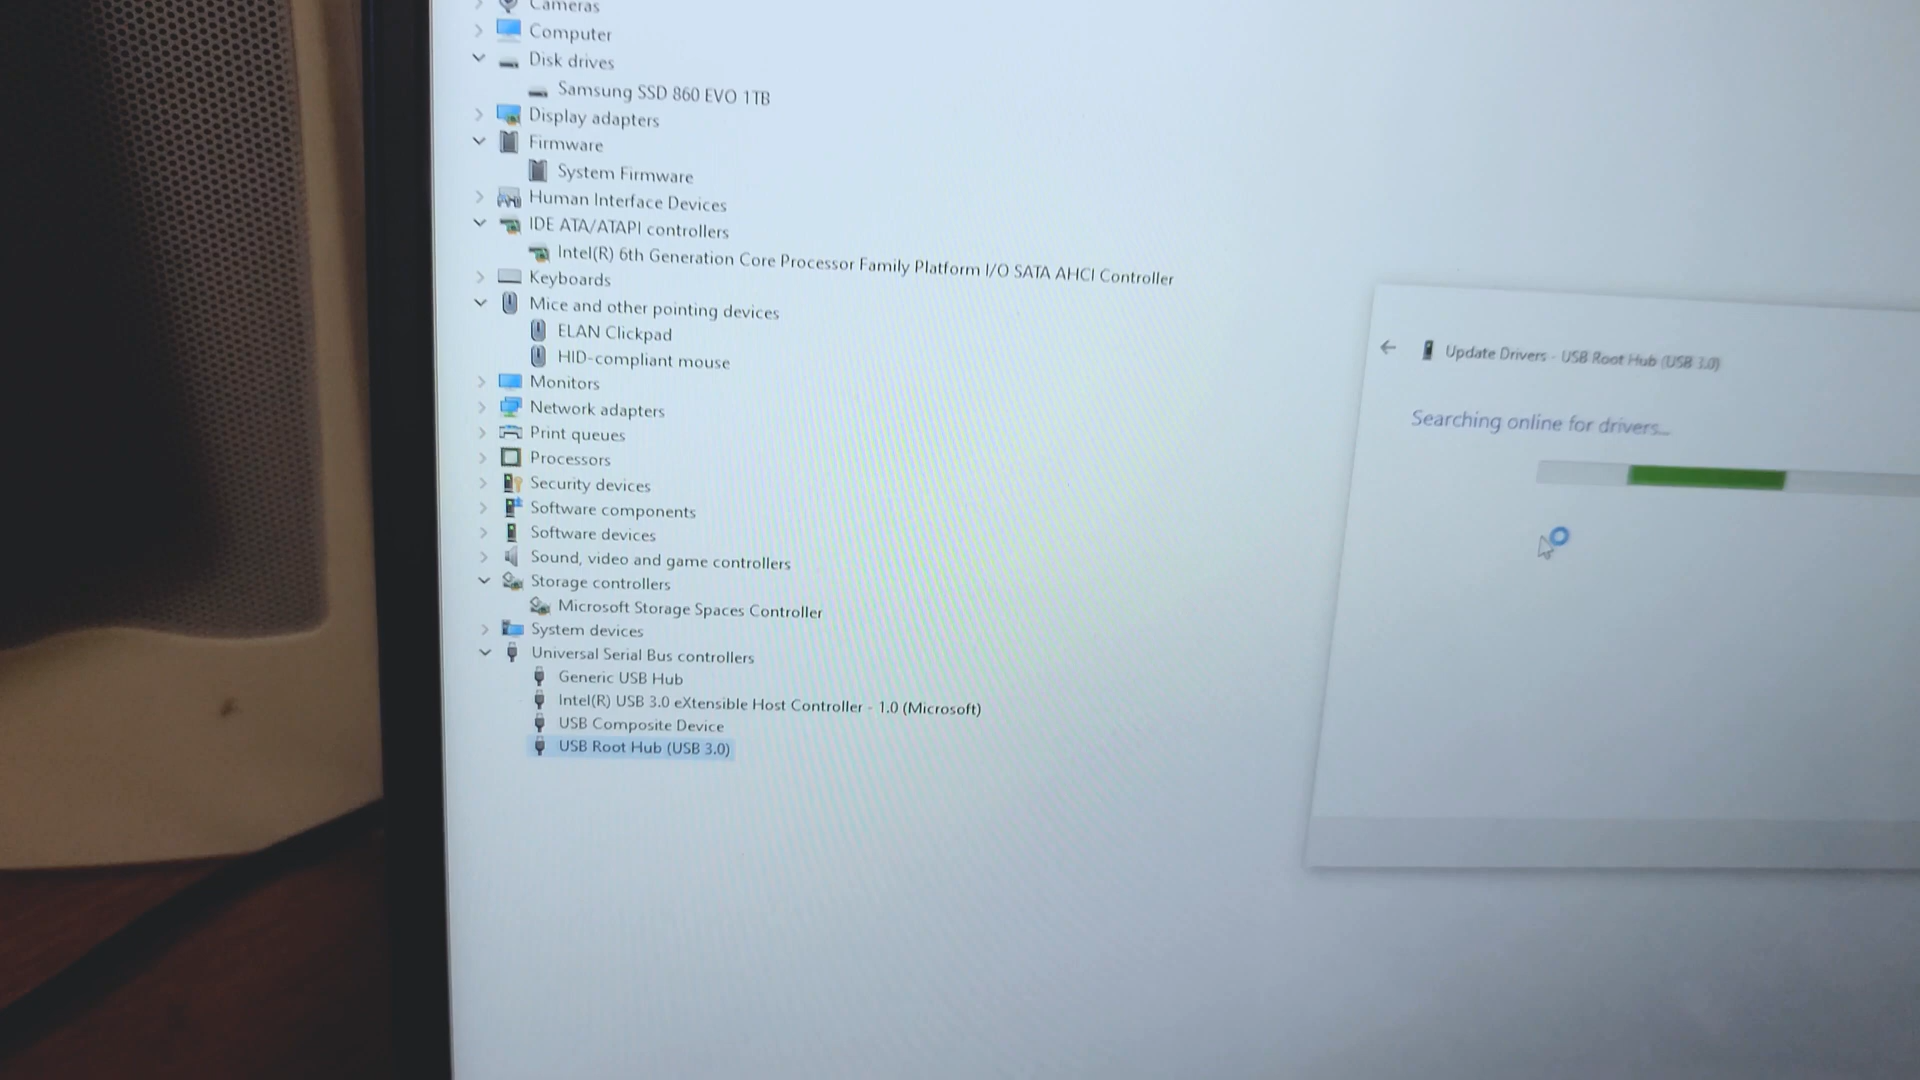 Cameras
Computer
Disk drives
Samsung SSD 860 EVO 1TB
Display adapters
Firmware
System Firmware
Human Interface Devices
IDE ATA/ATAPI controllers
Intel(R) 6th Generation Core Processor Family Platform I/O SATA AHCI Controller
Keyboards
Mice and other pointing devices
ELAN Clickpad
HID-compliant mouse
Monitors
Network adapters
Print queues
Processors
Security devices
Software components
Software devices
Sound, video and game controllers
Storage controllers
Microsoft Storage Spaces Controller
System devices
Universal Serial Bus controllers
Generic USB Hub
Intel(R) USB 3.0 eXtensible Host Controller - 1.0 (Microsoft)
USB Composite Device
USB Root Hub (USB 3.0)
Update Drivers - USB Root Hub (USB 3.0)
Searching online for drivers...